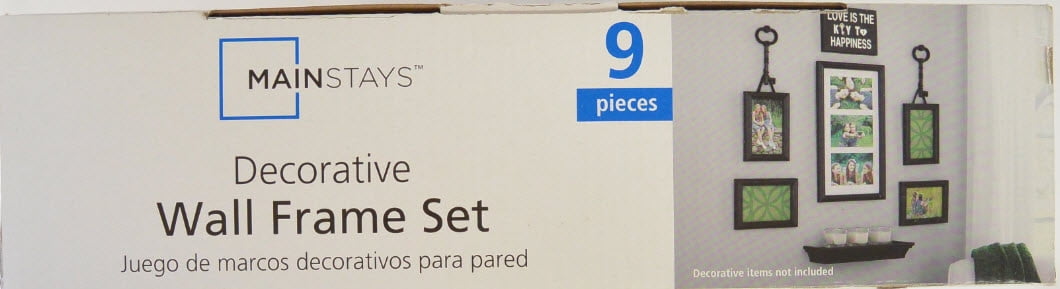 MAINSTAYS™
Decorative
Wall Frame Set
Juego de marcos decorativos para pared
9
pieces
LOVE IS THE
KEY TO
HAPPINESS
Decorative items not included